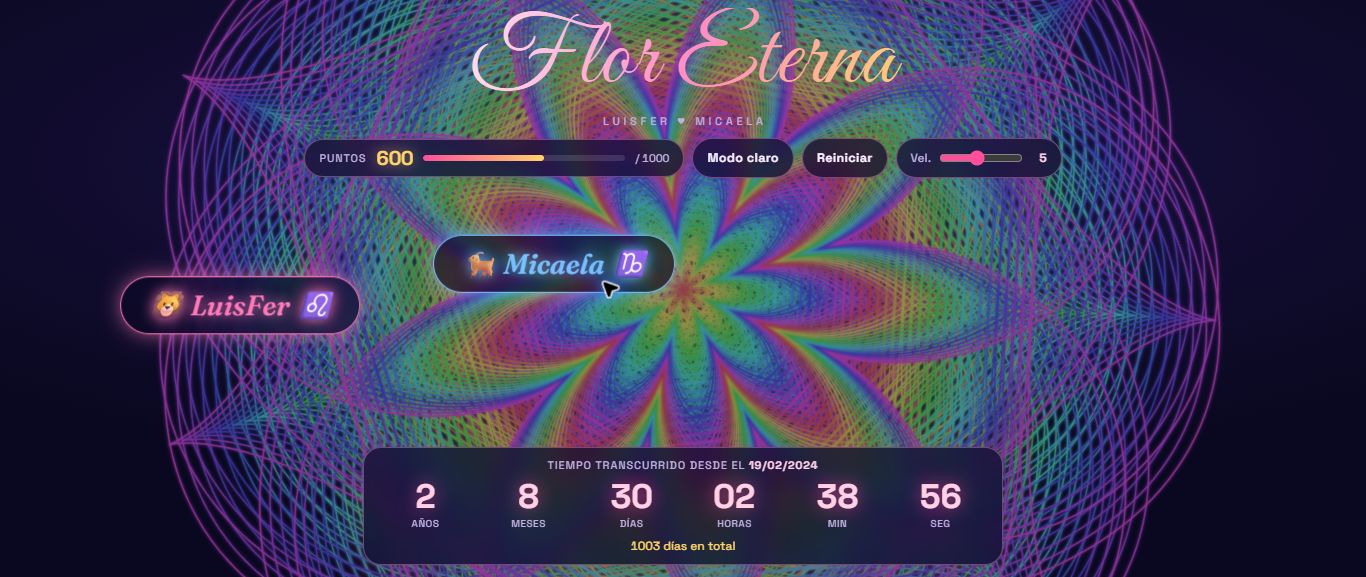 Flor Eterna
LUISFER ♥ MICAELA
PUNTOS 600 / 1000 Modo claro Reiniciar Vel. 5
🐕 Micaela ♑
🦁 LuisFer ♌
TIEMPO TRANSCURRIDO DESDE EL 19/02/2024
2 8 30 02 38 56
AÑOS MESES DÍAS HORAS MIN SEG
1003 días en total